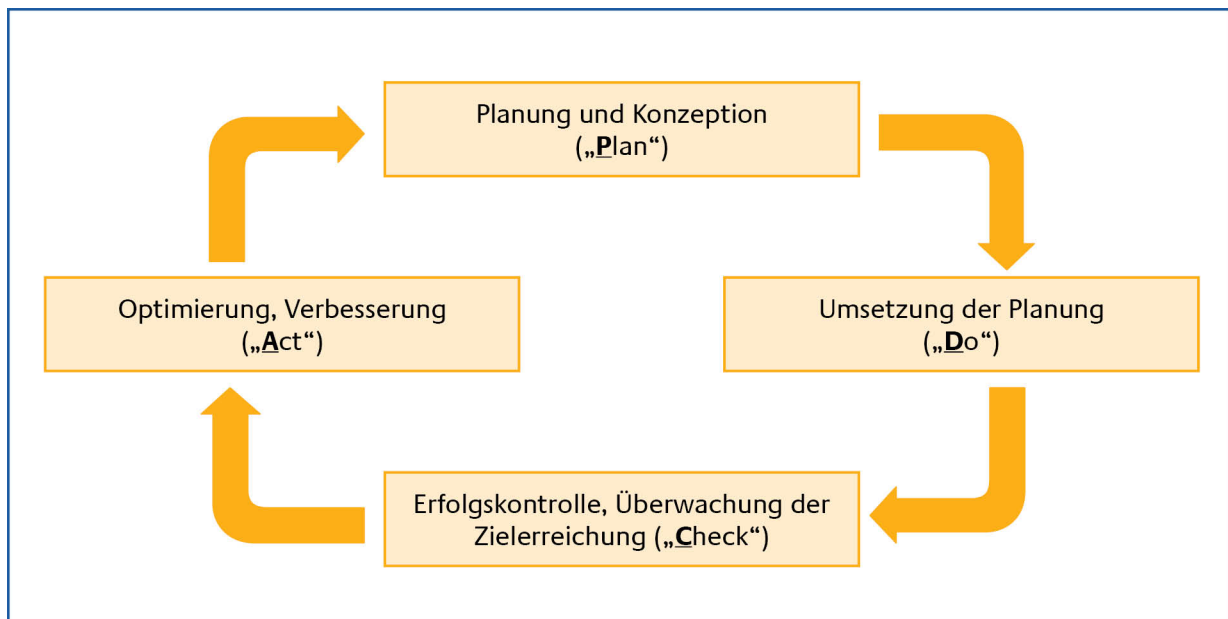 Planung und Konzeption
(„Plan“)
Umsetzung der Planung
(„Do“)
Erfolgskontrolle, Überwachung der
Zielerreichung („Check“)
Optimierung, Verbesserung
(„Act“)